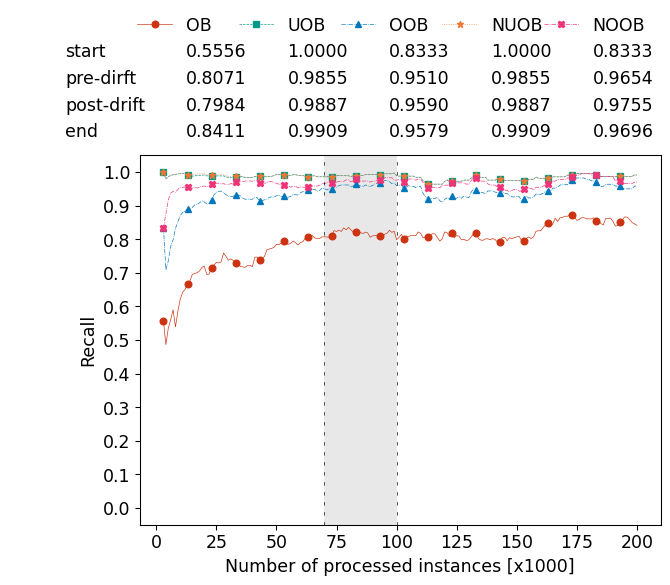 OB UOB OOB NUOB NOOB
start 0.5556 1.0000 0.8333 1.0000 0.8333
pre-dirft 0.8071 0.9855 0.9510 0.9855 0.9654
post-drift 0.7984 0.9887 0.9590 0.9887 0.9755
end 0.8411 0.9909 0.9579 0.9909 0.9696
1.0
0.9
0.8
0.7
0.6
0.5
0.4
0.3
0.2
0.1
0.0
Recall
0 25 50 75 100 125 150 175 200
Number of processed instances [x1000]